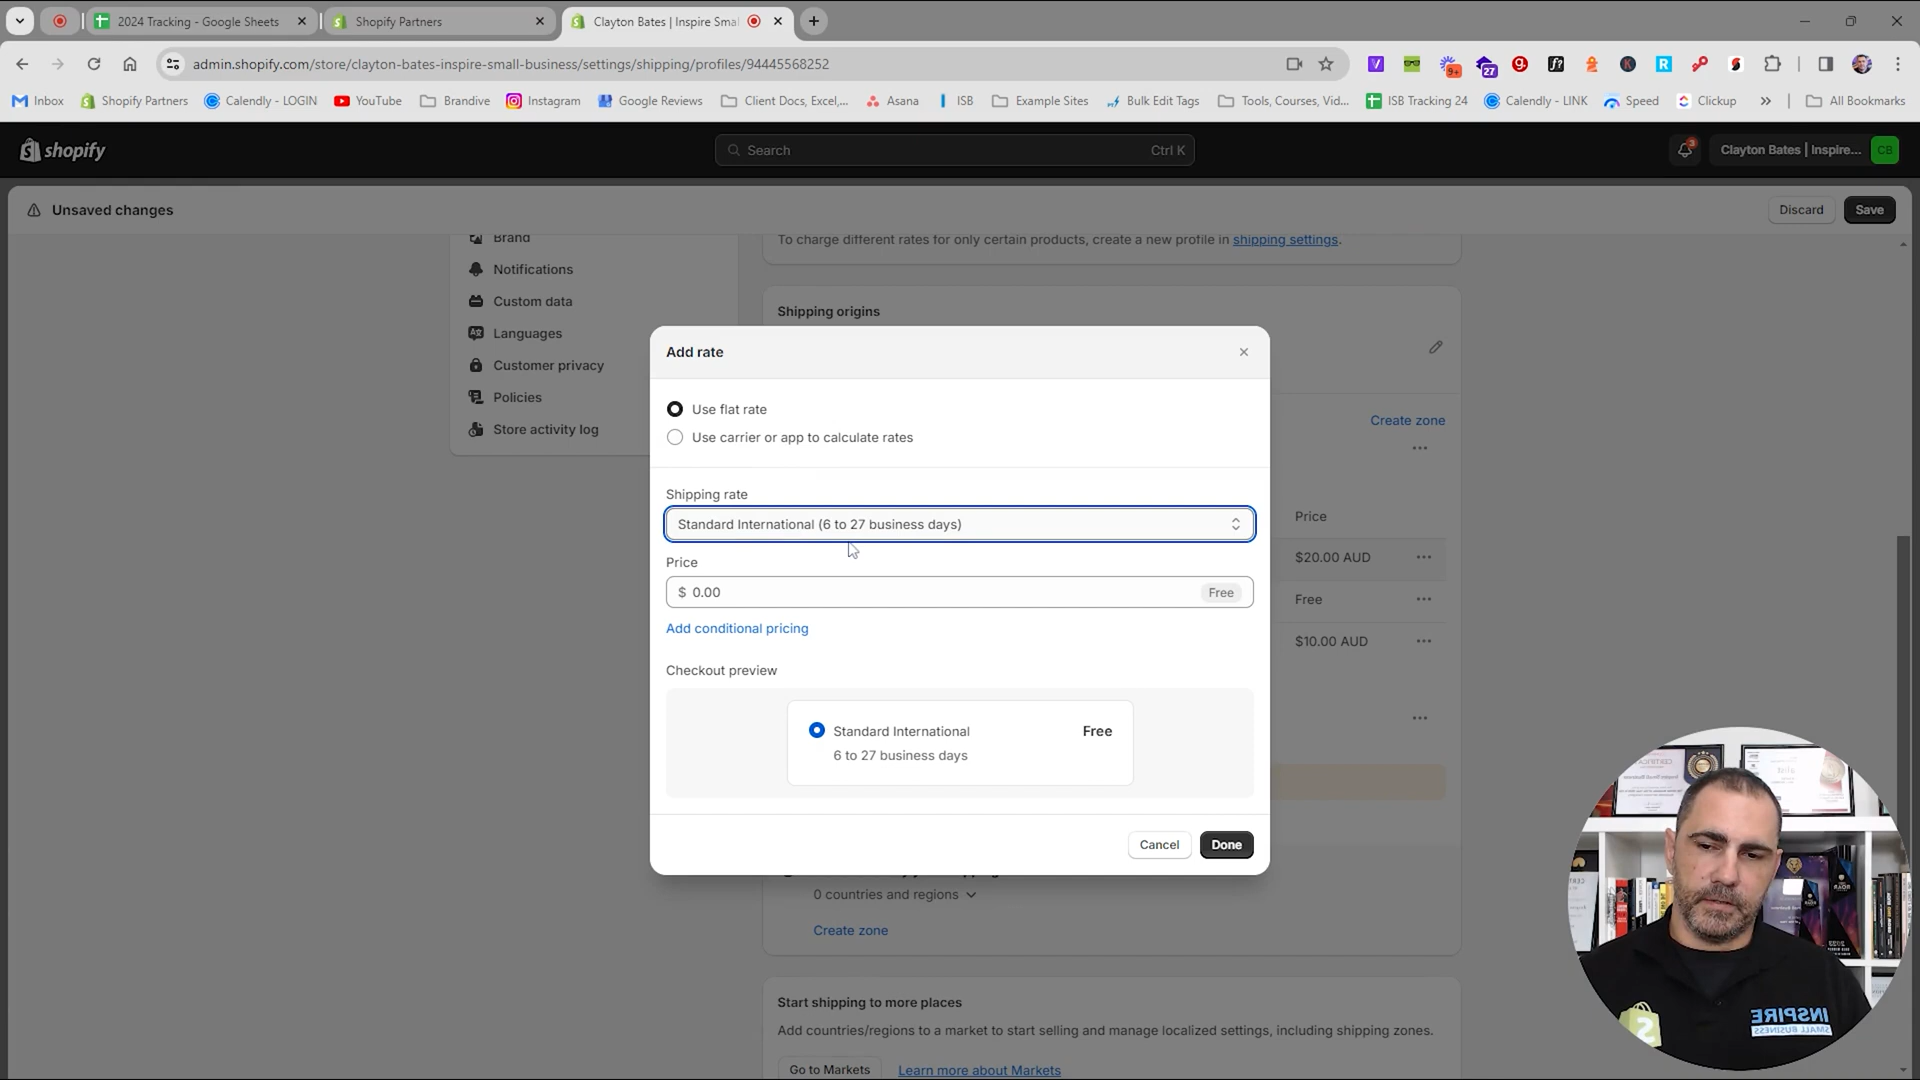 2024 Tracking - Google Sheets
Shopify Partners
Clayton Bates | Inspire Sma
admin.shopify.com/store/clayton-bates-inspire-small-business/settings/shipping/profiles/94445568252
9+
27
f?
K
R
Inbox
Shopify Partners
Calendly - LOGIN
YouTube
Brandive
Instagram
Google Reviews
Client Docs, Excel,...
Asana
ISB
Example Sites
Bulk Edit Tags
Tools, Courses, Vid...
ISB Tracking 24
Calendly - LINK
Speed
Clickup
All Bookmarks
shopify
Search
Ctrl K
3
Clayton Bates | Inspire...
CB
Unsaved changes
Discard
Save
Brand
Notifications
Custom data
Languages
Customer privacy
Policies
Store activity log
To charge different rates for only certain products, create a new profile in shipping settings.
Shipping origins
Create zone
Price
$20.00 AUD
Free
$10.00 AUD
Add rate
Use flat rate
Use carrier or app to calculate rates
Shipping rate
Standard International (6 to 27 business days)
Price
$ 0.00
Free
Add conditional pricing
Checkout preview
Standard International
Free
6 to 27 business days
Cancel
Done
0 countries and regions
Create zone
Start shipping to more places
Add countries/regions to a market to start selling and manage localized settings, including shipping zones.
Go to Markets
Learn more about Markets
INSPIRE
SMALL BUSINESS